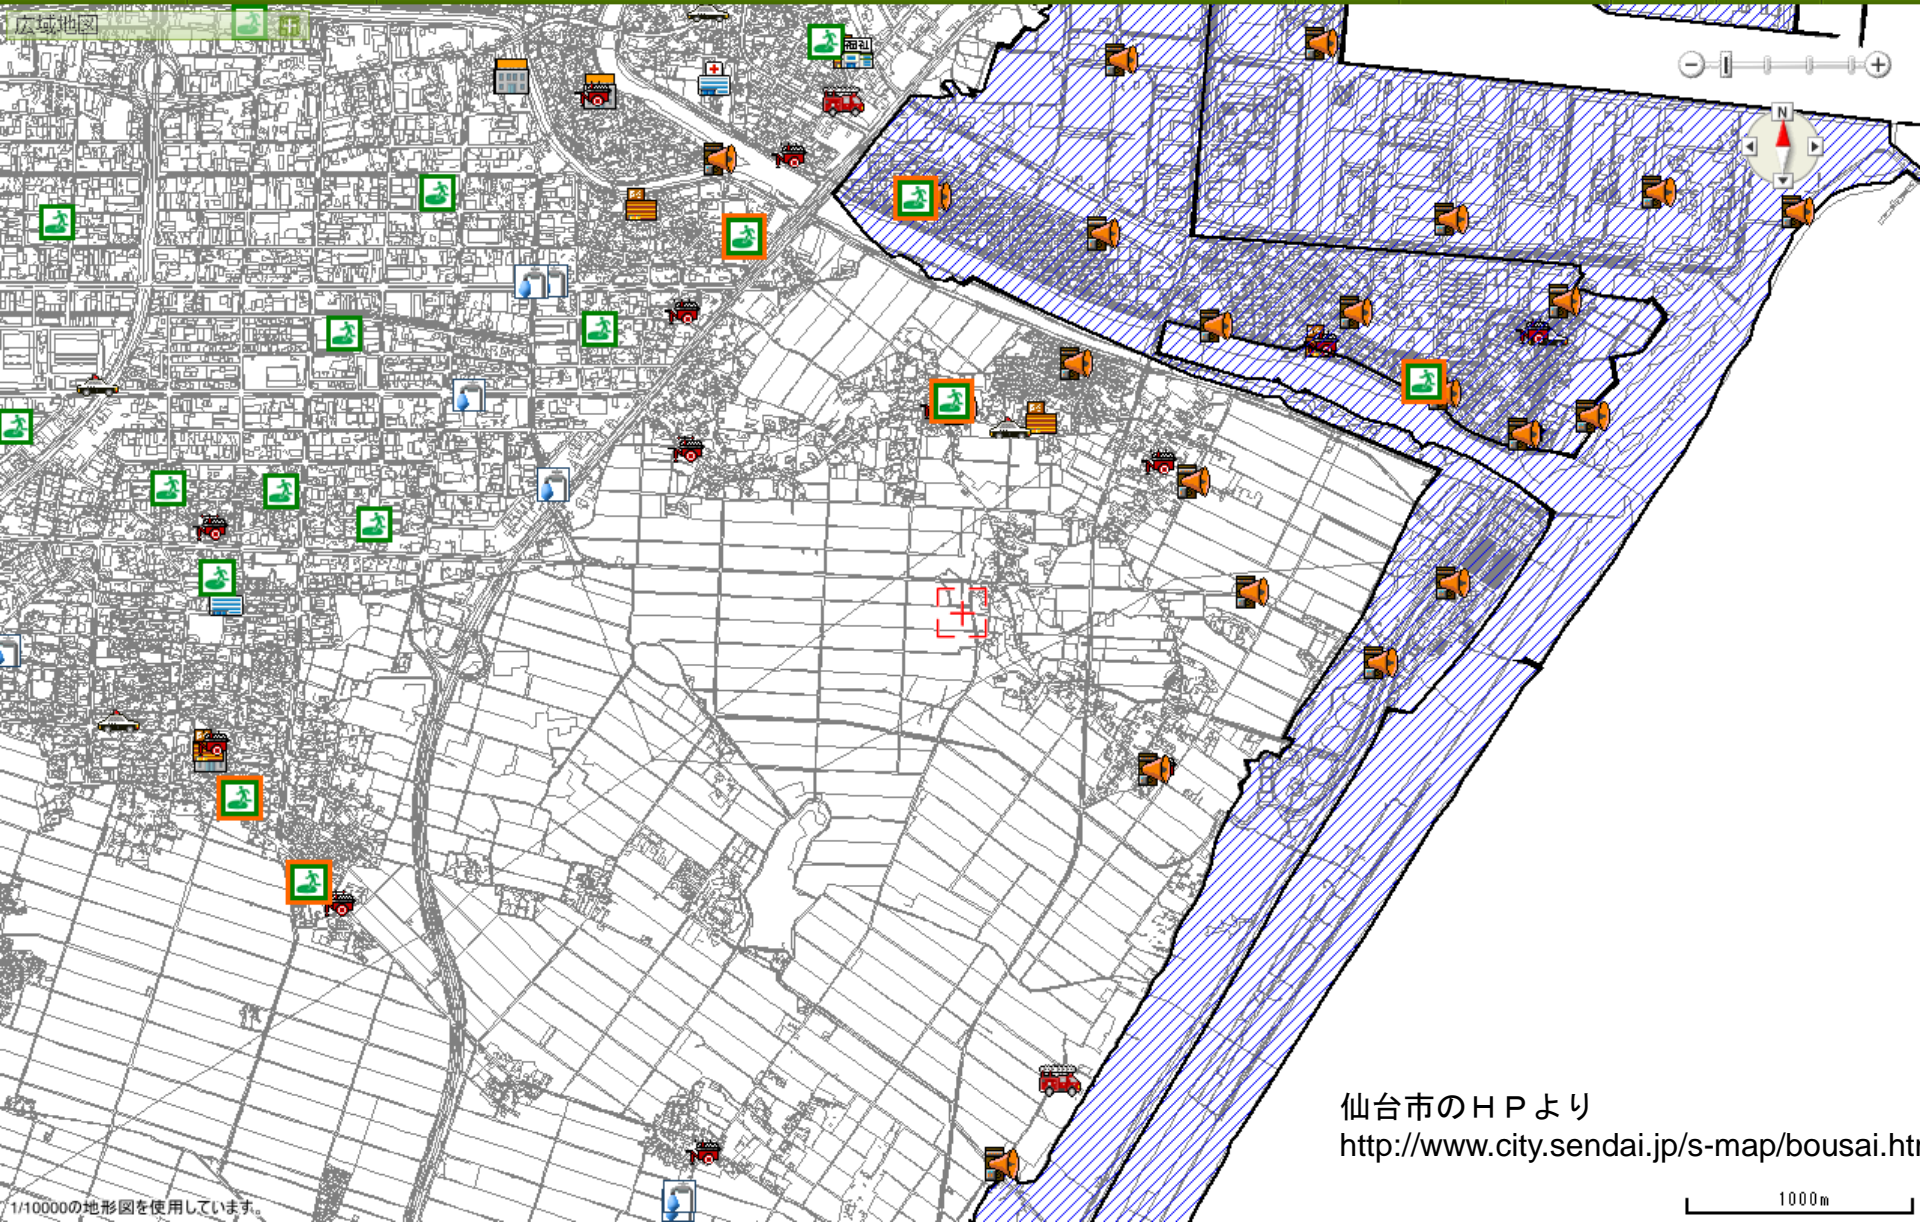 広域地図
福祉
N
仙台市のＨＰより
http://www.city.sendai.jp/s-map/bousai.htm
1/10000の地形図を使用しています。
1000m